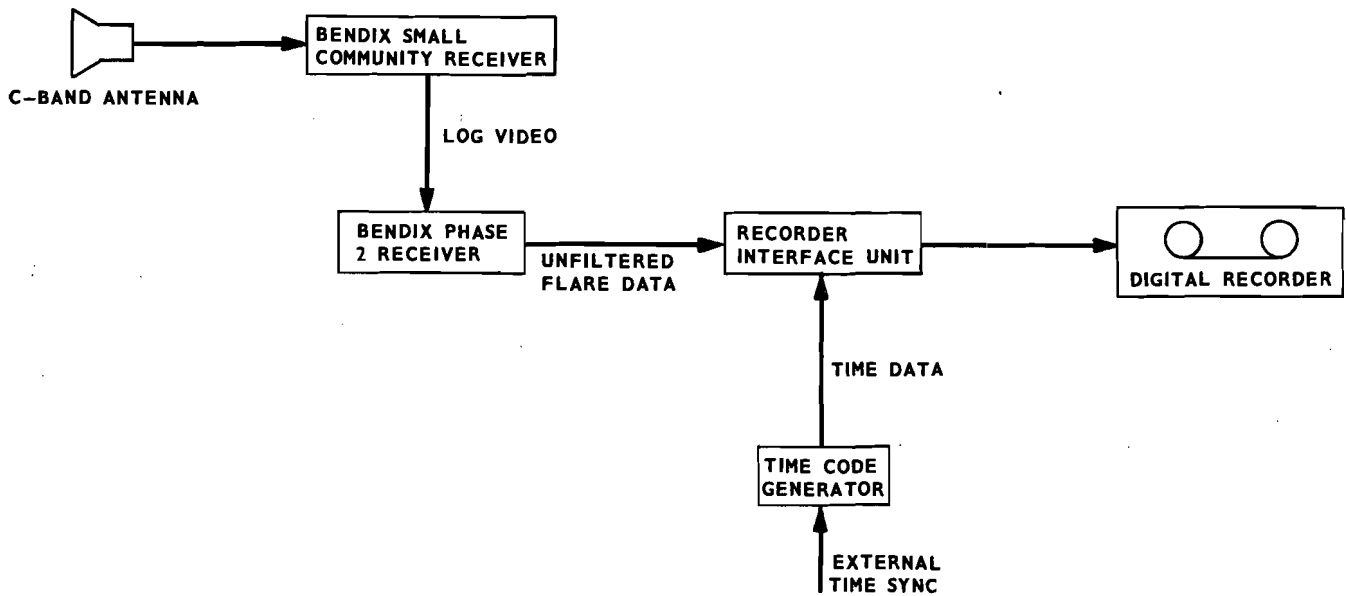 BENDIX SMALL
COMMUNITY RECEIVER
C-BAND ANTENNA
LOG VIDEO
BENDIX PHASE
2 RECEIVER
UNFILTERED
FLARE DATA
RECORDER
INTERFACE UNIT
DIGITAL RECORDER
TIME DATA
TIME CODE
GENERATOR
EXTERNAL
TIME SYNC